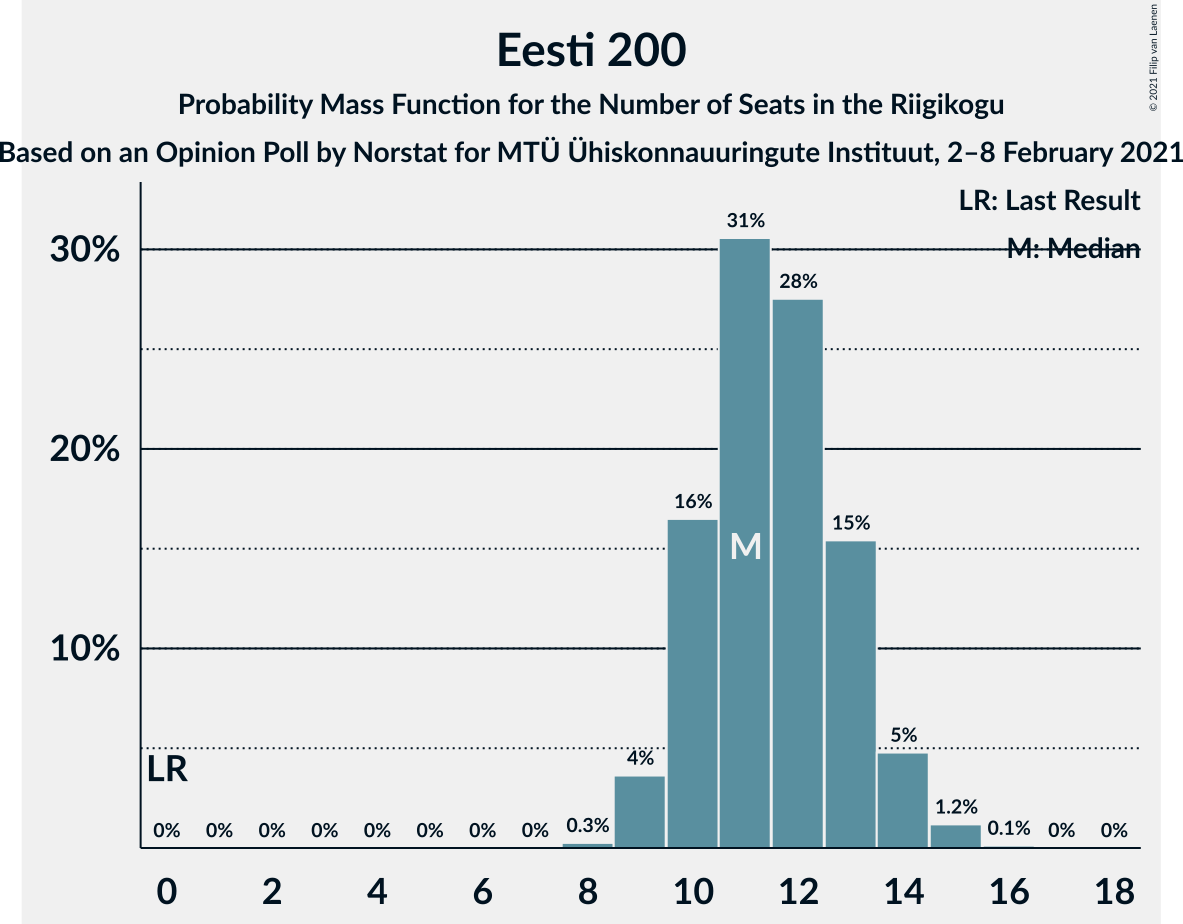 Eesti 200
Probability Mass Function for the Number of Seats in the Riigikogu
Based on an Opinion Poll by Norstat for MTÜ Ühiskonnauuringute Instituut, 2–8 February 2021
© 2021 Filip van Laenen
LR: Last Result
M: Median
30%
20%
10%
31%
28%
16%
15%
M
5%
4%
LR
1.2%
0% 0% 0% 0% 0% 0% 0% 0% 0.3% 0.1% 0% 0%
0 2 4 6 8 10 12 14 16 18